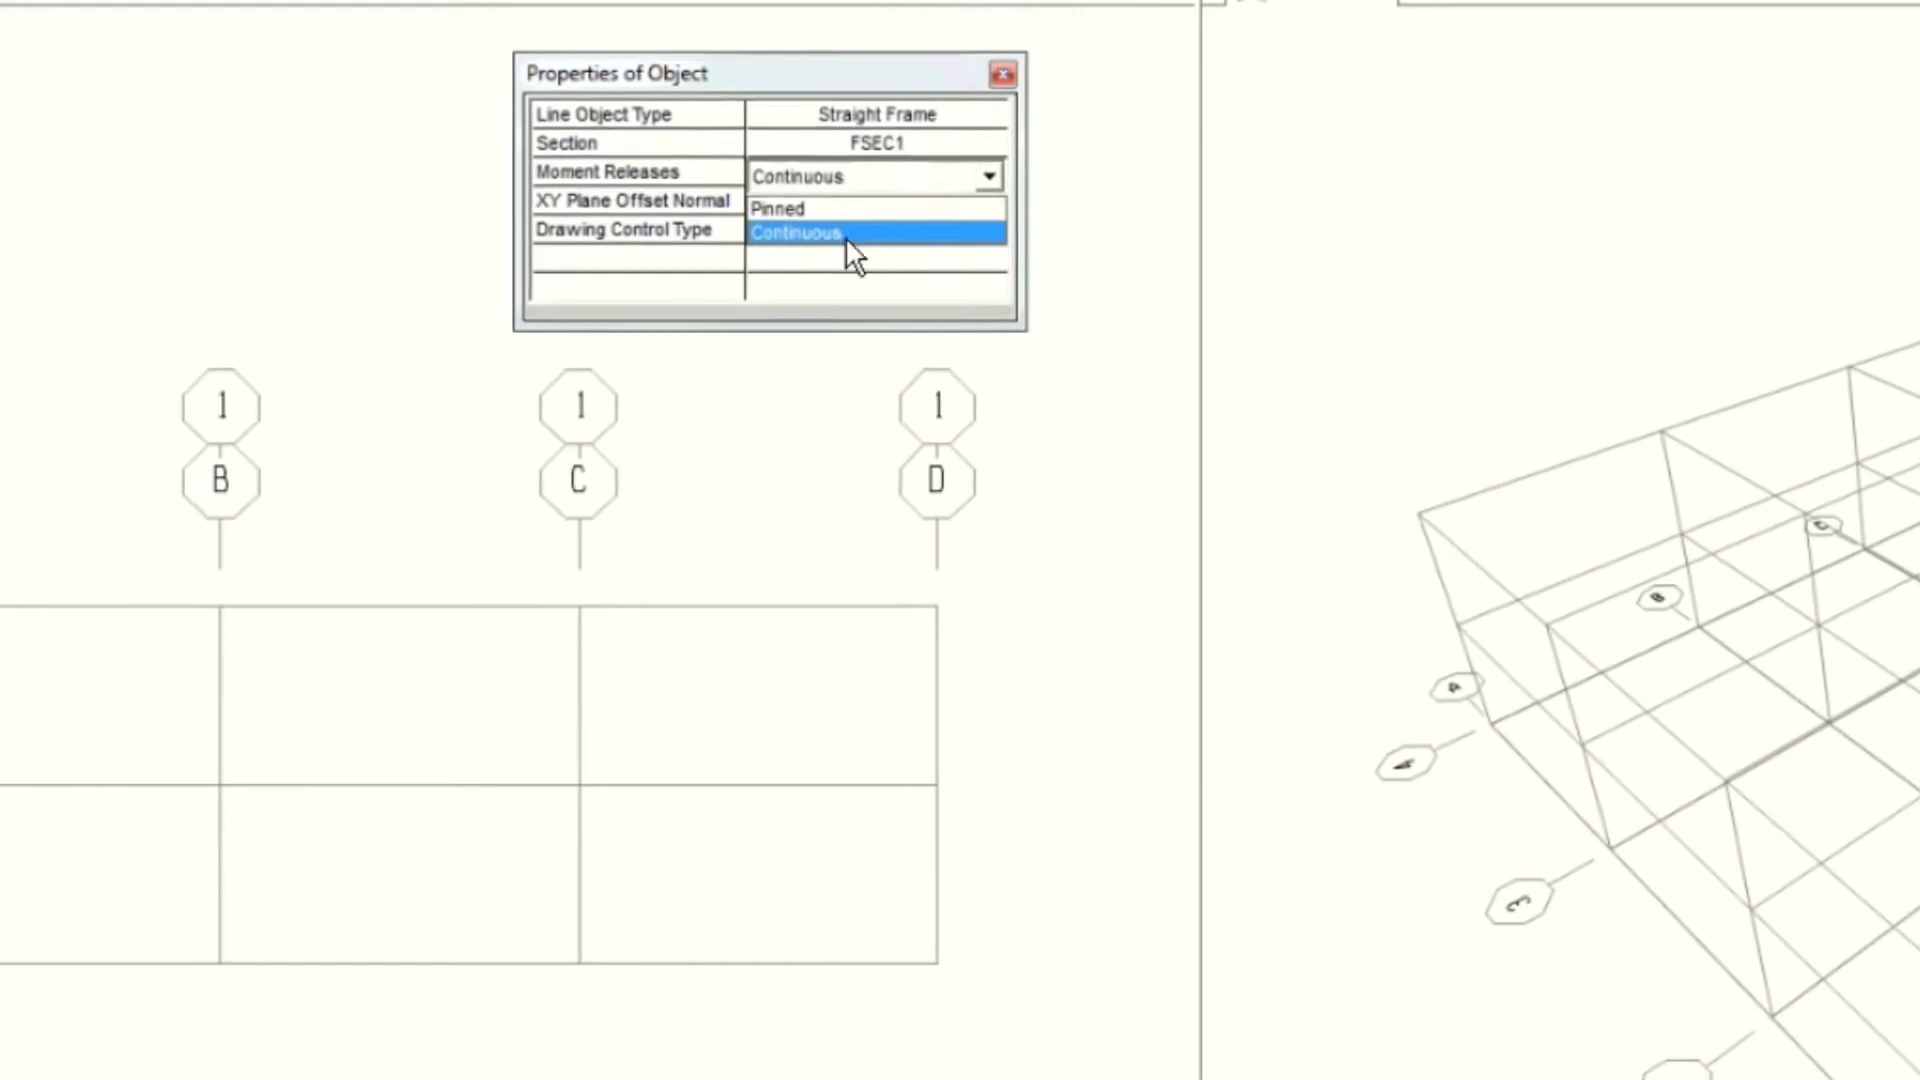 Properties of Object
Line Object Type Straight Frame
Section FSEC1
Moment Releases Continuous
XY Plane Offset Normal Pinned
Drawing Control Type Continuous
1 1 1
B C D
C
B
A
A
3